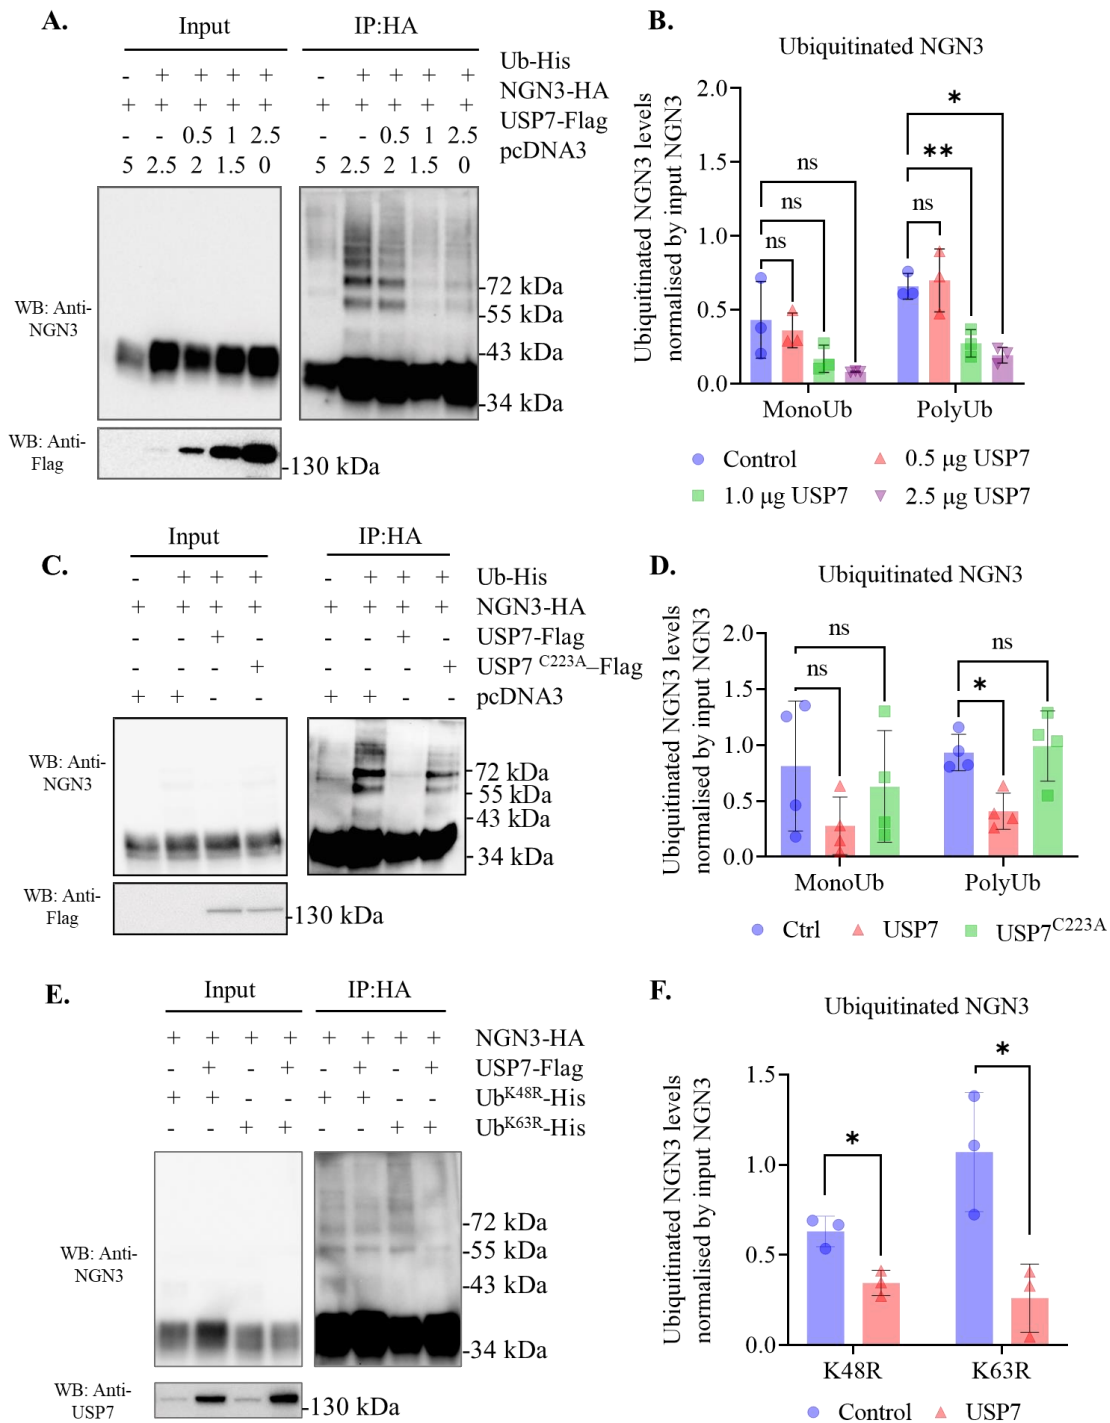 A.
Input
IP:HA
- + + + + - + + + + Ub-His
+ + + + + + + + + + NGN3-HA
- - 0.5 1 2.5 - - 0.5 1 2.5 USP7-Flag
5 2.5 2 1.5 0 5 2.5 2 1.5 0 pcDNA3
WB: Anti-
NGN3
-72 kDa
-55 kDa
-43 kDa
-34 kDa
WB: Anti-
Flag
-130 kDa
B.
Ubiquitinated NGN3
Ubiquitinated NGN3 levels
normalised by input NGN3
2.0
1.5
1.0
0.5
0.0
ns
ns
ns
ns
**
*
MonoUb
PolyUb
Control
0.5 µg USP7
1.0 µg USP7
2.5 µg USP7
C.
Input
IP:HA
- + + + - + + + Ub-His
+ + + + + + + + NGN3-HA
- - + - - - + - USP7-Flag
- - - + - - - + USP7 C223A–Flag
+ + - - + + - - pcDNA3
WB: Anti-
NGN3
-72 kDa
-55 kDa
-43 kDa
-34 kDa
WB: Anti-
Flag
-130 kDa
D.
Ubiquitinated NGN3
Ubiquitinated NGN3 levels
normalised by input NGN3
2.0
1.5
1.0
0.5
0.0
ns
ns
ns
*
MonoUb
PolyUb
Ctrl
USP7
USP7C223A
E.
Input
IP:HA
+ + + + + + + + NGN3-HA
- + - + - + - + USP7-Flag
+ + - - + + - - UbK48R-His
- - + + - - + + UbK63R-His
WB: Anti-
NGN3
-72 kDa
-55 kDa
-43 kDa
-34 kDa
WB: Anti-
USP7
-130 kDa
F.
Ubiquitinated NGN3
Ubiquitinated NGN3 levels
normalised by input NGN3
1.5
1.0
0.5
0.0
*
*
K48R
K63R
Control
USP7